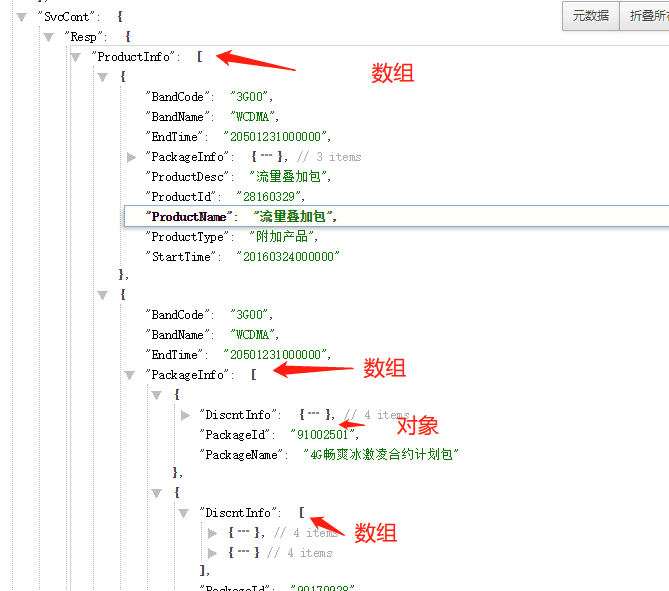 },
元数据 折叠所
"SvcCont": {
"Resp": {
"ProductInfo": [
数组
{
"BandCode": "3G00",
"BandName": "WCDMA",
"EndTime": "20501231000000",
"PackageInfo": { ··· }, // 3 items
"ProductDesc": "流量叠加包",
"ProductId": "28160329",
"ProductName": "流量叠加包",
"ProductType": "附加产品",
"StartTime": "20160324000000"
},
{
"BandCode": "3G00",
"BandName": "WCDMA",
"EndTime": "20501231000000",
"PackageInfo": [
数组
{
"DiscntInfo": { ··· }, // 4 items
"PackageId": "91002501",
对象
"PackageName": "4G畅爽冰激凌合约计划包"
},
{
"DiscntInfo": [
{ ··· }, // 4 items
数组
{ ··· } // 4 items
],
"PackageId": "90170928"